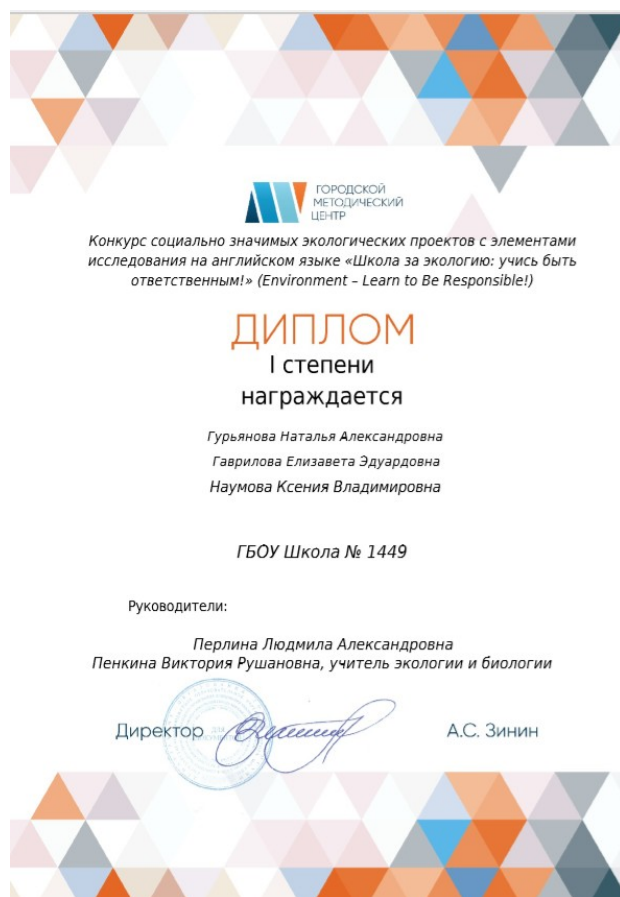 ГОРОДСКОЙ
МЕТОДИЧЕСКИЙ
ЦЕНТР
Конкурс социально значимых экологических проектов с элементами
исследования на английском языке «Школа за экологию: учись быть
ответственным!» (Environment – Learn to Be Responsible!)
ДИПЛОМ
I степени
награждается
Гурьянова Наталья Александровна
Гаврилова Елизавета Эдуардовна
Наумова Ксения Владимировна
ГБОУ Школа № 1449
Руководители:
Перлина Людмила Александровна
Пенкина Виктория Рушановна, учитель экологии и биологии
Директор
А.С. Зинин